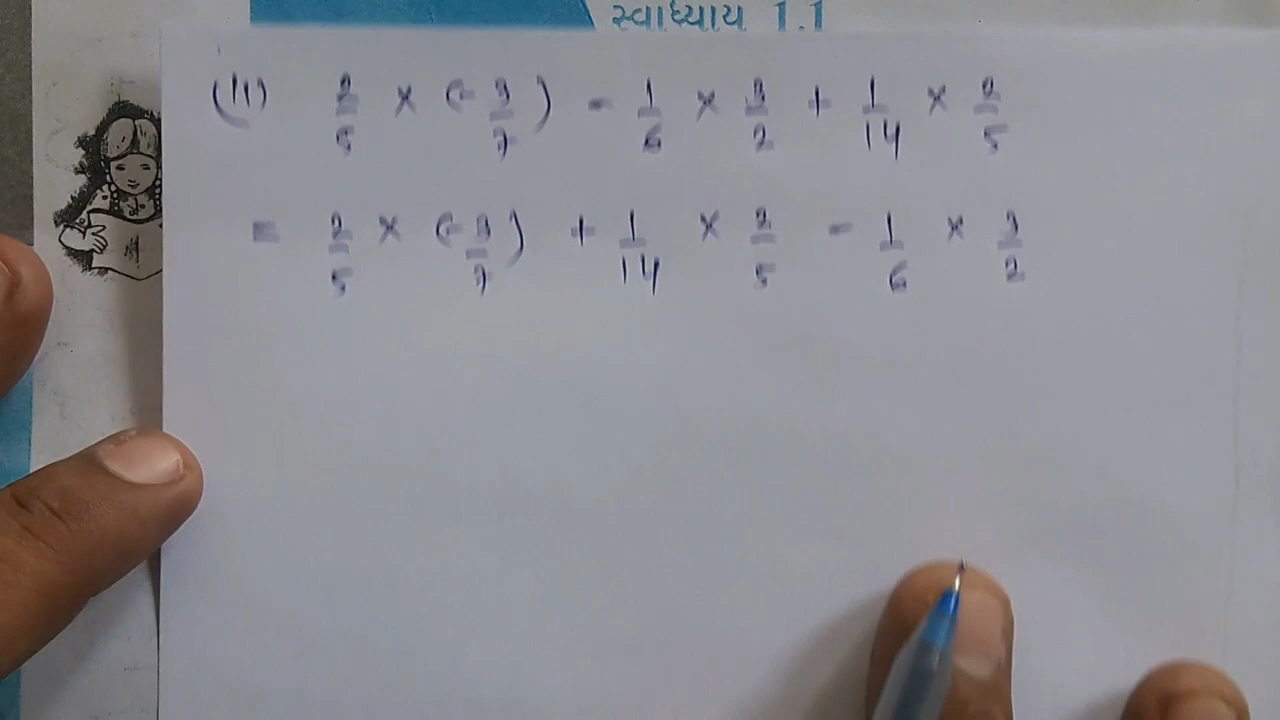 સ્વાધ્યાય 1.1
(ii) 2/5 × (-3/7) - 1/6 × 3/2 + 1/14 × 2/5
= 2/5 × (-3/7) + 1/14 × 2/5 - 1/6 × 3/2